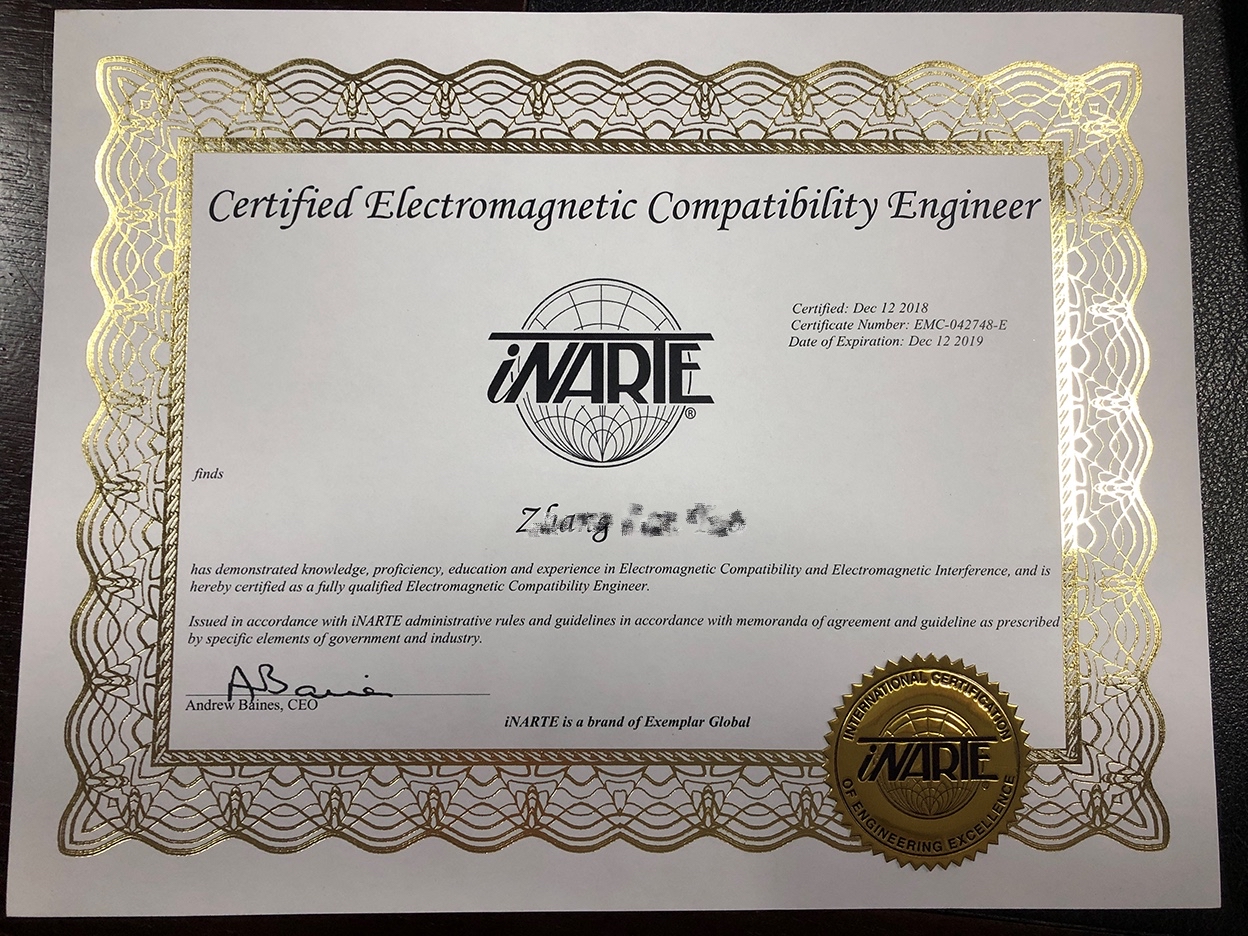 Certified Electromagnetic Compatibility Engineer
iNARTE
®
Certified: Dec 12 2018
Certificate Number: EMC-042748-E
Date of Expiration: Dec 12 2019
finds
Zhang
has demonstrated knowledge, proficiency, education and experience in Electromagnetic Compatibility and Electromagnetic Interference, and is
hereby certified as a fully qualified Electromagnetic Compatibility Engineer.
Issued in accordance with iNARTE administrative rules and guidelines in accordance with memoranda of agreement and guideline as prescribed
by specific elements of government and industry.
ABaines
Andrew Baines, CEO
iNARTE is a brand of Exemplar Global
INTERNATIONAL CERTIFICATION
iNARTE
OF ENGINEERING EXCELLENCE